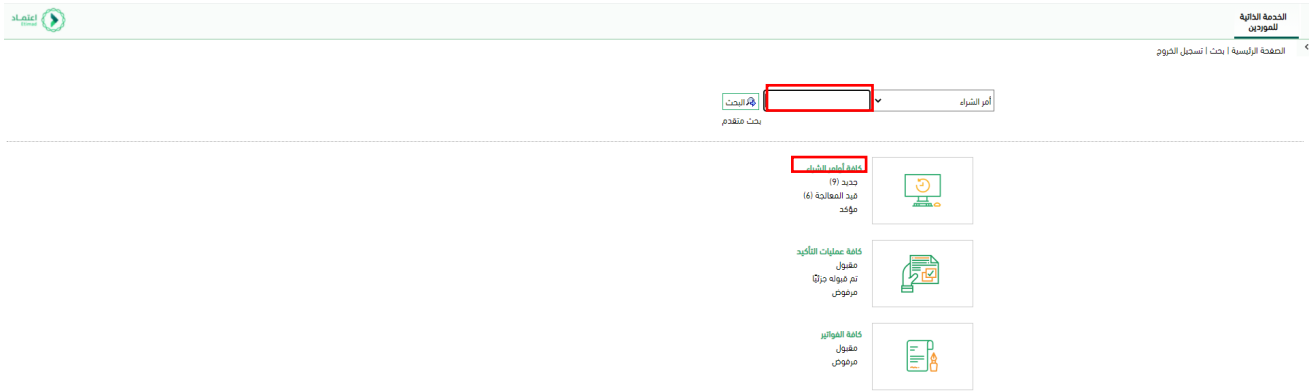 اعتماد
Etimad
الخدمة الذاتية
للموردين
الصفحة الرئيسية | بحث | تسجيل الخروج
أمر الشراء
البحث
بحث متقدم
كافة أوامر الشراء
جديد (9)
قيد المعالجة (6)
مؤكد
كافة عمليات التأكيد
مقبول
تم قبوله جزئيًا
مرفوض
كافة الفواتير
مقبول
مرفوض